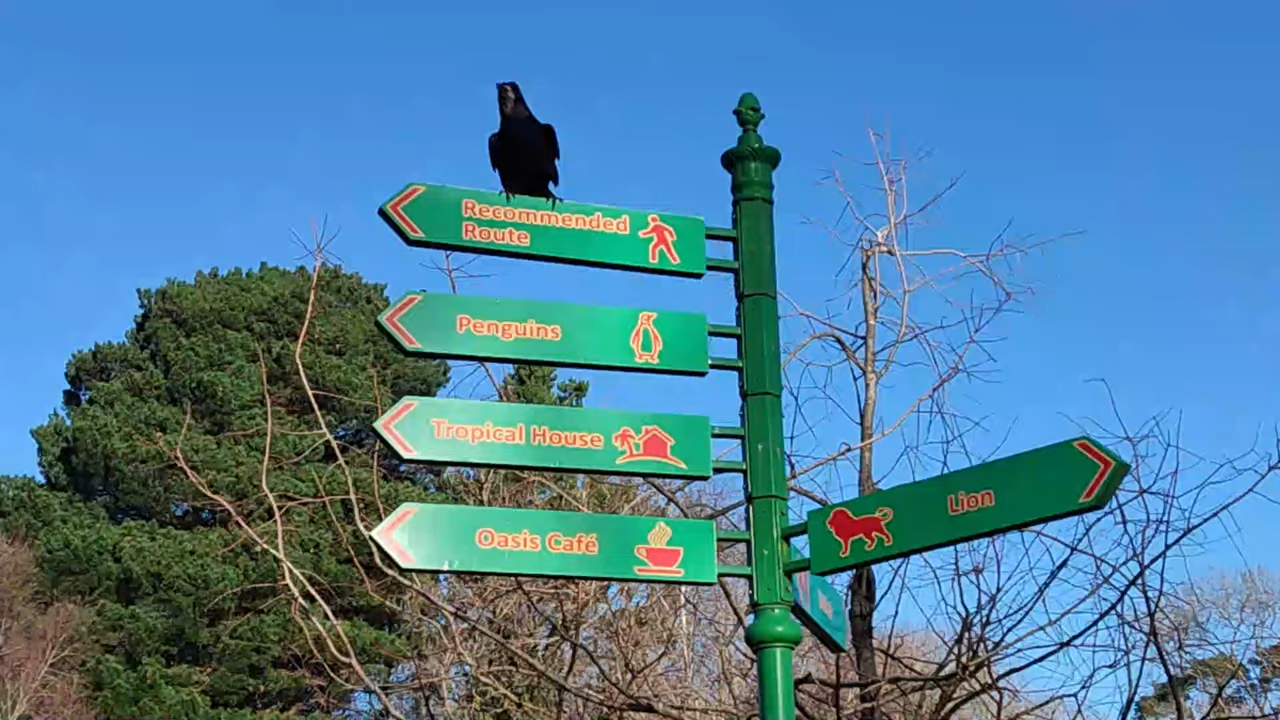 Recommended
Route
Penguins
Tropical House
Oasis Café
Lion